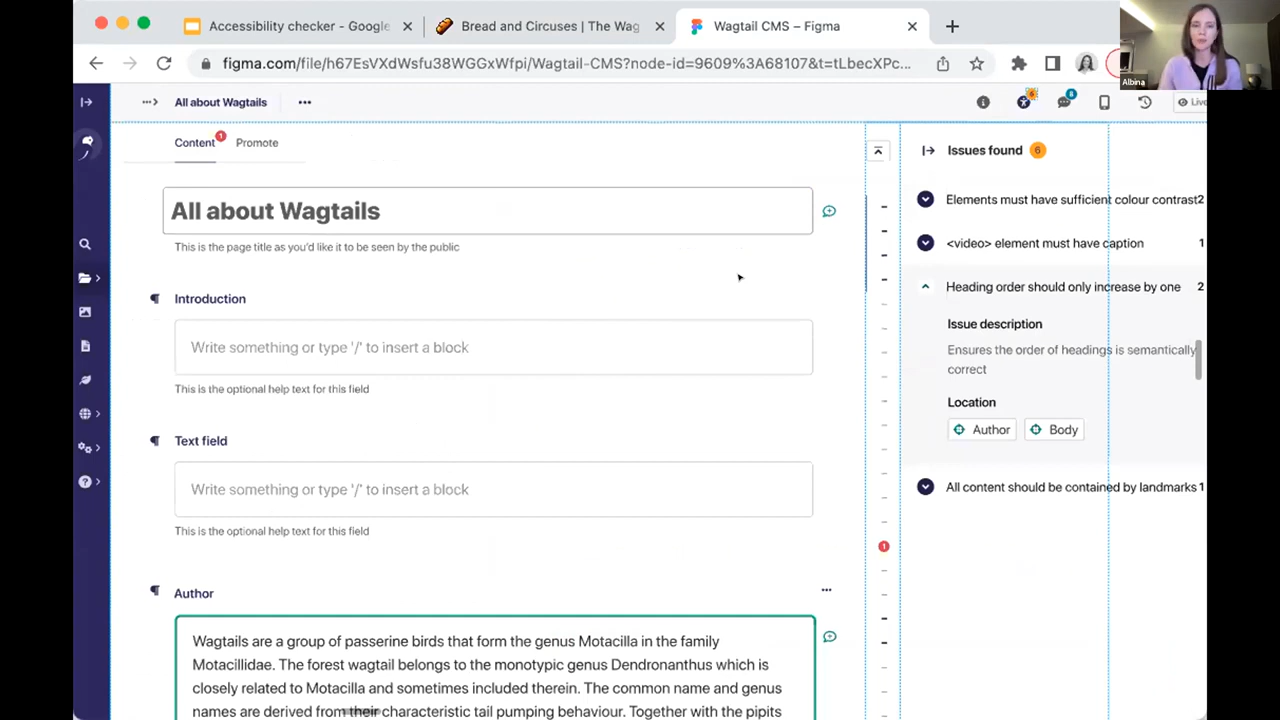 Accessibility checker - Google
Bread and Circuses | The Wag
Wagtail CMS – Figma
figma.com/file/h67EsVXdWsfu38WGGxWfpi/Wagtail-CMS?node-id=9609%3A68107&t=tLbecXPc...
Albina
All about Wagtails
6
8
Live
Content 1
Promote
Issues found 6
Elements must have sufficient colour contrast 2
All about Wagtails
This is the page title as you'd like it to be seen by the public
<video> element must have caption 1
Heading order should only increase by one 2
Introduction
Issue description
Write something or type '/' to insert a block
Ensures the order of headings is semantically
correct
This is the optional help text for this field
Location
Author
Body
Text field
Write something or type '/' to insert a block
All content should be contained by landmarks 1
This is the optional help text for this field
1
Author
Wagtails are a group of passerine birds that form the genus Motacilla in the family
Motacillidae. The forest wagtail belongs to the monotypic genus Dendronanthus which is
closely related to Motacilla and sometimes included therein. The common name and genus
names are derived from their characteristic tail pumping behaviour. Together with the pipits